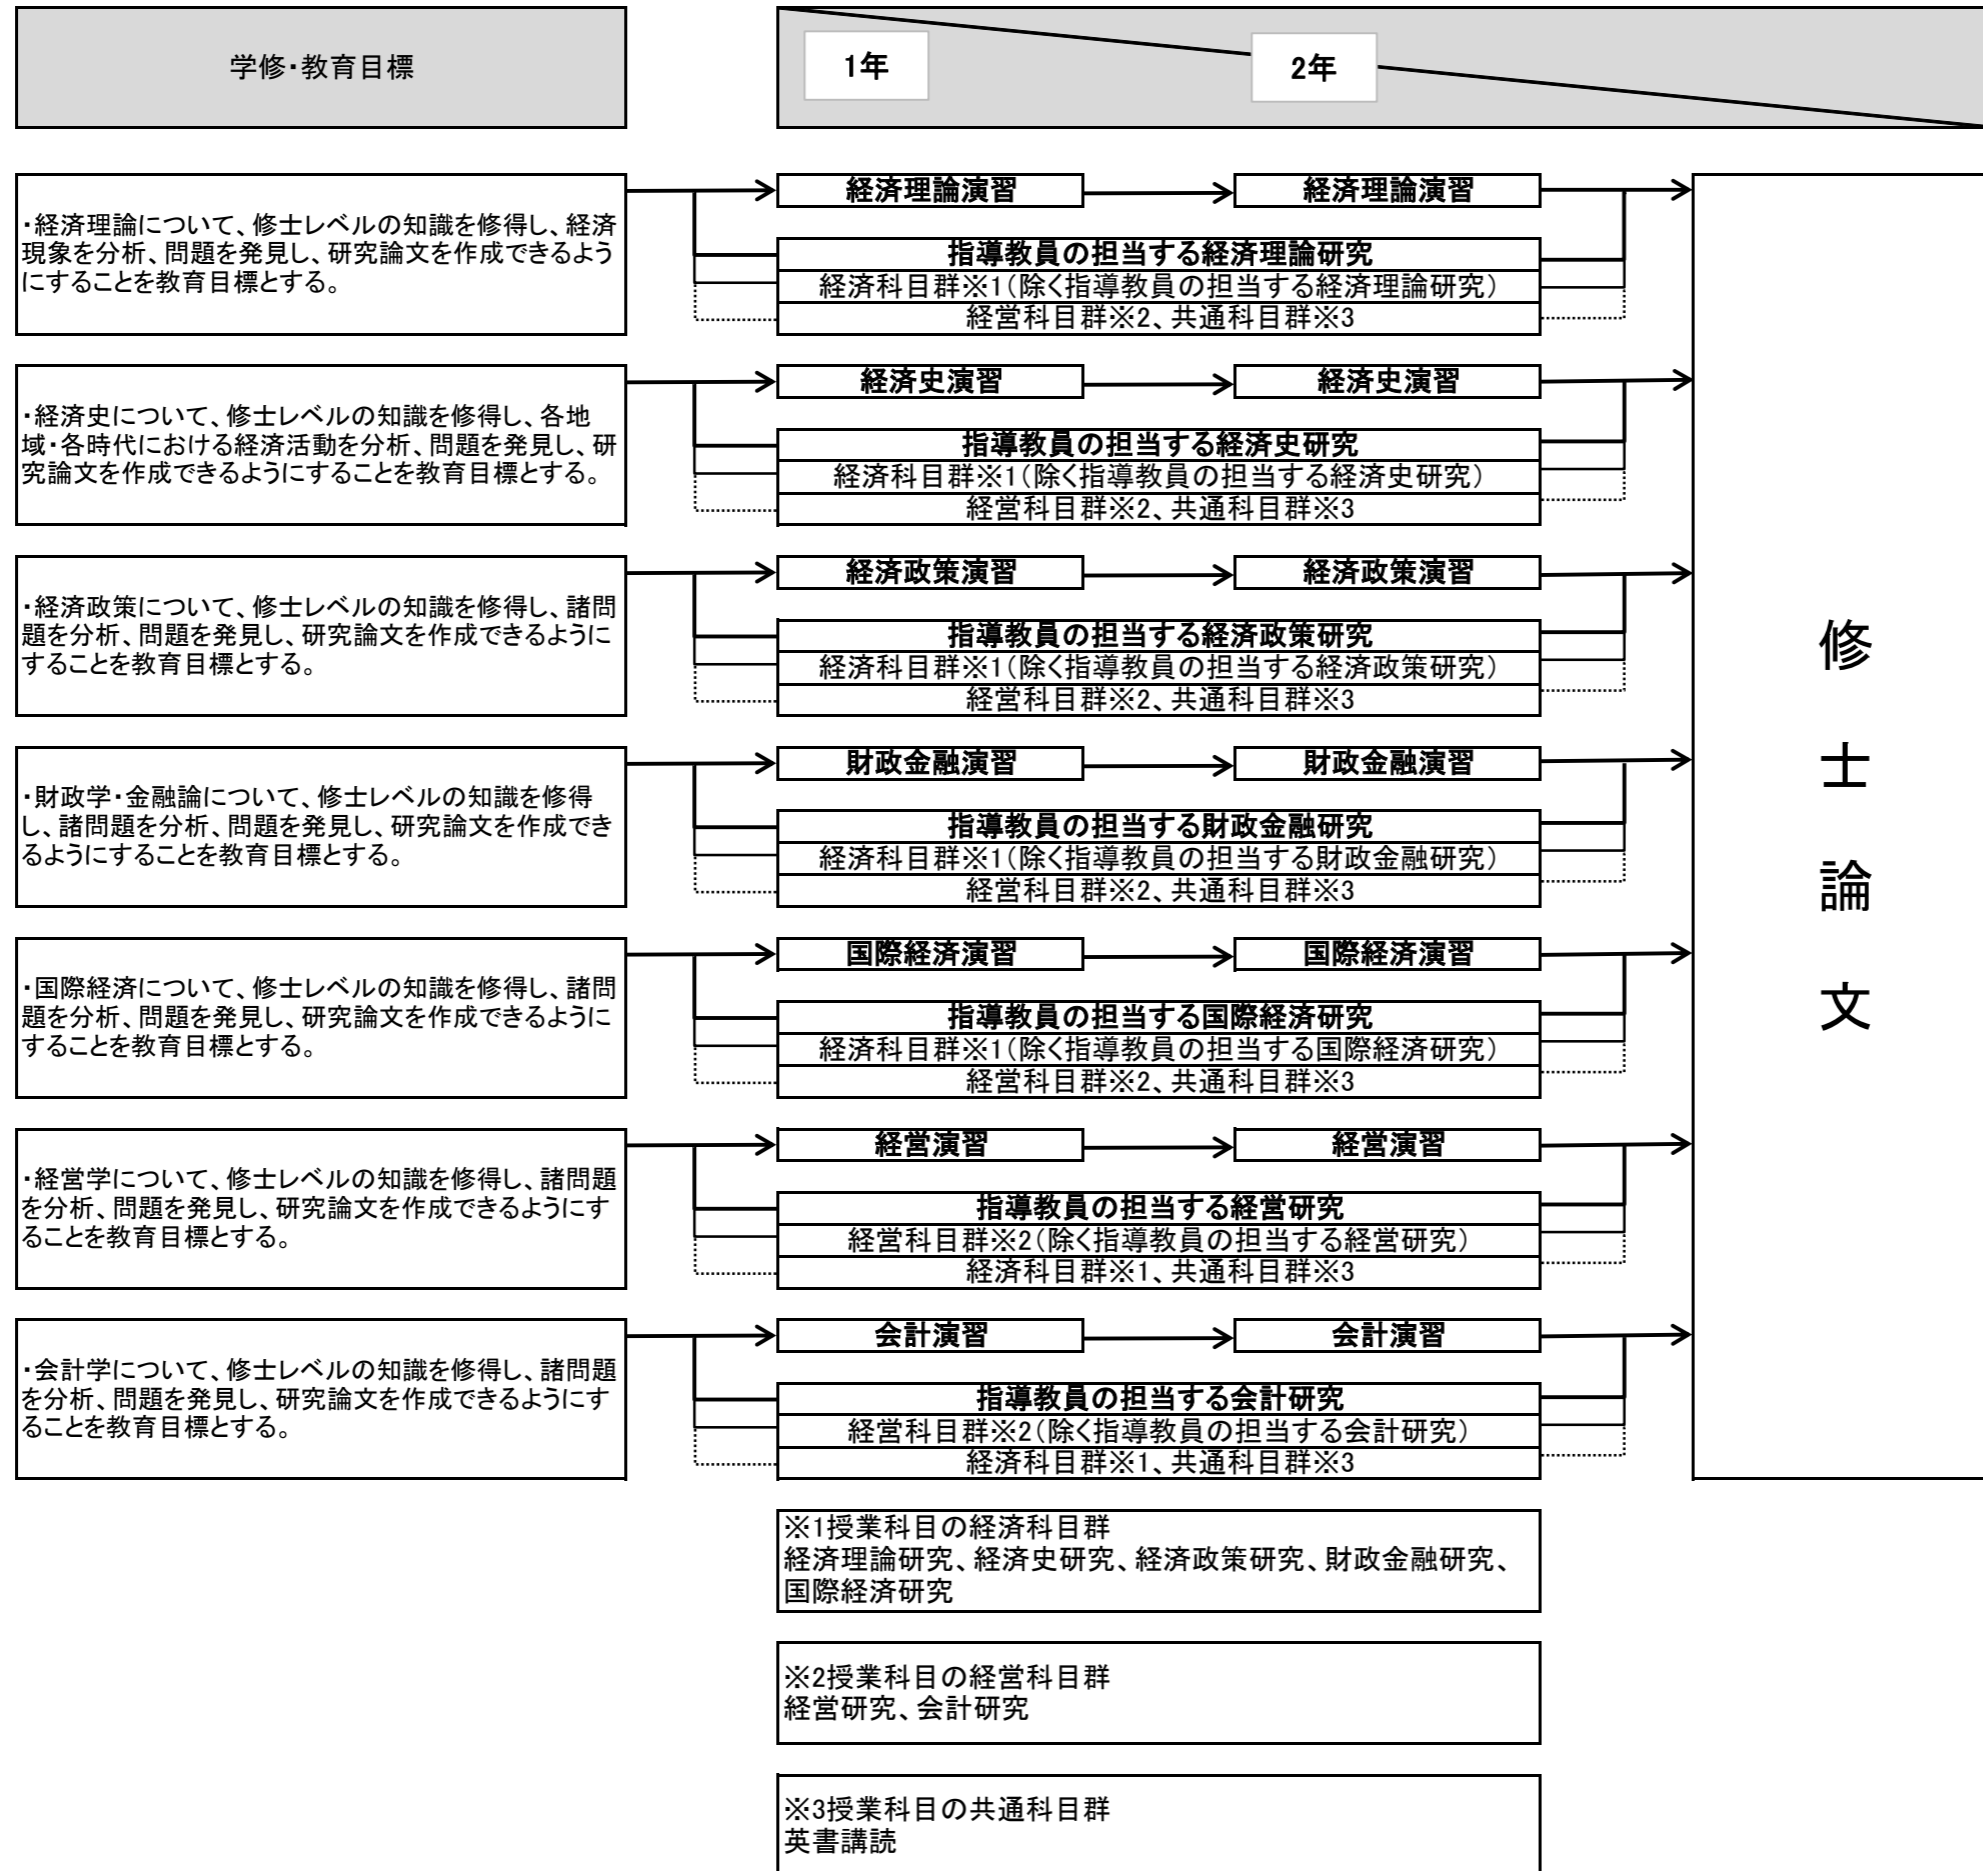 学修・教育目標
1年
2年
・経済理論について、修士レベルの知識を修得し、経済
現象を分析、問題を発見し、研究論文を作成できるよう
にすることを教育目標とする。
経済理論演習
経済理論演習
指導教員の担当する経済理論研究
経済科目群※1（除く指導教員の担当する経済理論研究）
経営科目群※2、共通科目群※3
・経済史について、修士レベルの知識を修得し、各地
域・各時代における経済活動を分析、問題を発見し、研
究論文を作成できるようにすることを教育目標とする。
経済史演習
経済史演習
指導教員の担当する経済史研究
経済科目群※1（除く指導教員の担当する経済史研究）
経営科目群※2、共通科目群※3
・経済政策について、修士レベルの知識を修得し、諸問
題を分析、問題を発見し、研究論文を作成できるように
することを教育目標とする。
経済政策演習
経済政策演習
指導教員の担当する経済政策研究
経済科目群※1（除く指導教員の担当する経済政策研究）
経営科目群※2、共通科目群※3
・財政学・金融論について、修士レベルの知識を修得
し、諸問題を分析、問題を発見し、研究論文を作成でき
るようにすることを教育目標とする。
財政金融演習
財政金融演習
指導教員の担当する財政金融研究
経済科目群※1（除く指導教員の担当する財政金融研究）
経営科目群※2、共通科目群※3
・国際経済について、修士レベルの知識を修得し、諸問
題を分析、問題を発見し、研究論文を作成できるように
することを教育目標とする。
国際経済演習
国際経済演習
指導教員の担当する国際経済研究
経済科目群※1（除く指導教員の担当する国際経済研究）
経営科目群※2、共通科目群※3
・経営学について、修士レベルの知識を修得し、諸問題
を分析、問題を発見し、研究論文を作成できるようにす
ることを教育目標とする。
経営演習
経営演習
指導教員の担当する経営研究
経営科目群※2（除く指導教員の担当する経営研究）
経済科目群※1、共通科目群※3
・会計学について、修士レベルの知識を修得し、諸問題
を分析、問題を発見し、研究論文を作成できるようにす
ることを教育目標とする。
会計演習
会計演習
指導教員の担当する会計研究
経営科目群※2（除く指導教員の担当する会計研究）
経済科目群※1、共通科目群※3
修士論文
※1授業科目の経済科目群
経済理論研究、経済史研究、経済政策研究、財政金融研究、
国際経済研究
※2授業科目の経営科目群
経営研究、会計研究
※3授業科目の共通科目群
英書講読